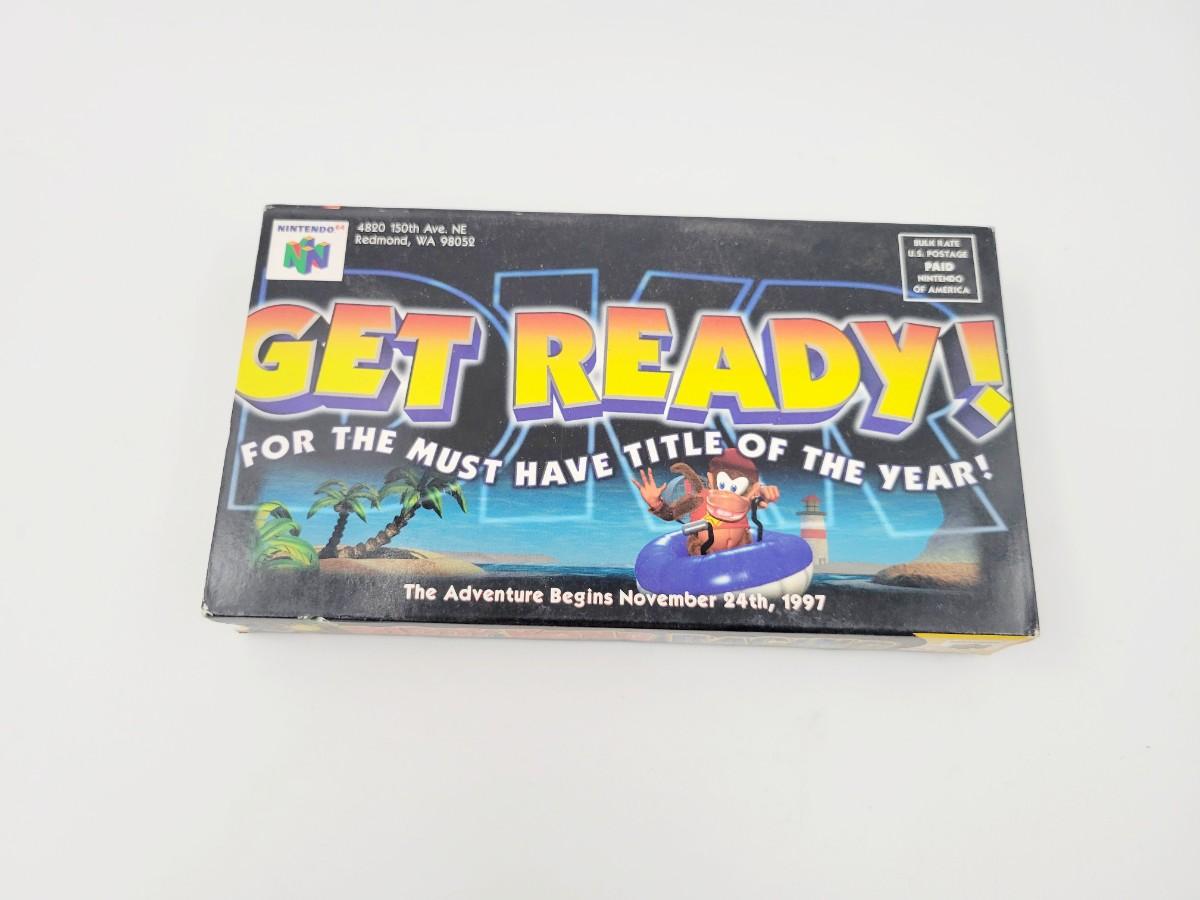 NINTENDO 64
4820 150th Ave. NE
Redmond, WA 98052
BULK RATE
U.S. POSTAGE
PAID
NINTENDO
OF AMERICA
DKR
GET READY!
FOR THE MUST HAVE TITLE OF THE YEAR!
The Adventure Begins November 24th, 1997